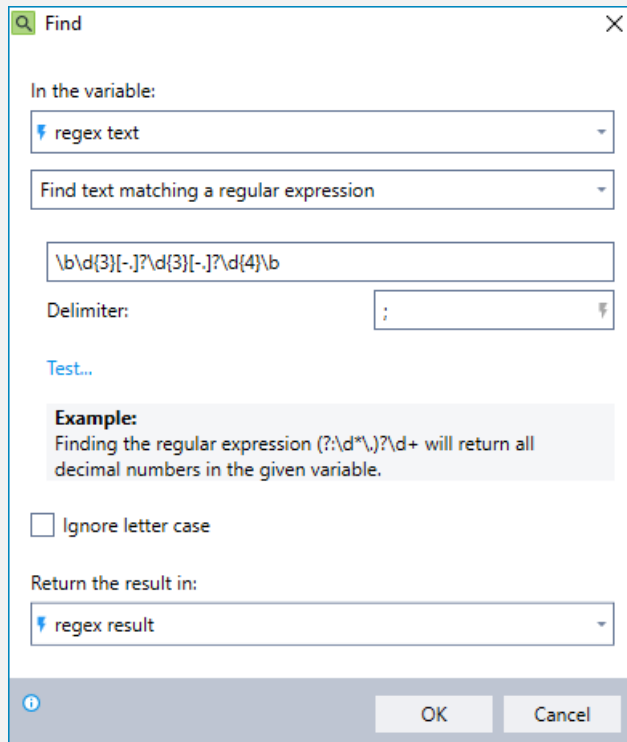 Find
In the variable:
regex text
Find text matching a regular expression
\b\d{3}[-.]?\d{3}[-.]?\d{4}\b
Delimiter:
;
Test...
Example:
Finding the regular expression (?:\d*\.)?\d+ will return all
decimal numbers in the given variable.
Ignore letter case
Return the result in:
regex result
OK
Cancel